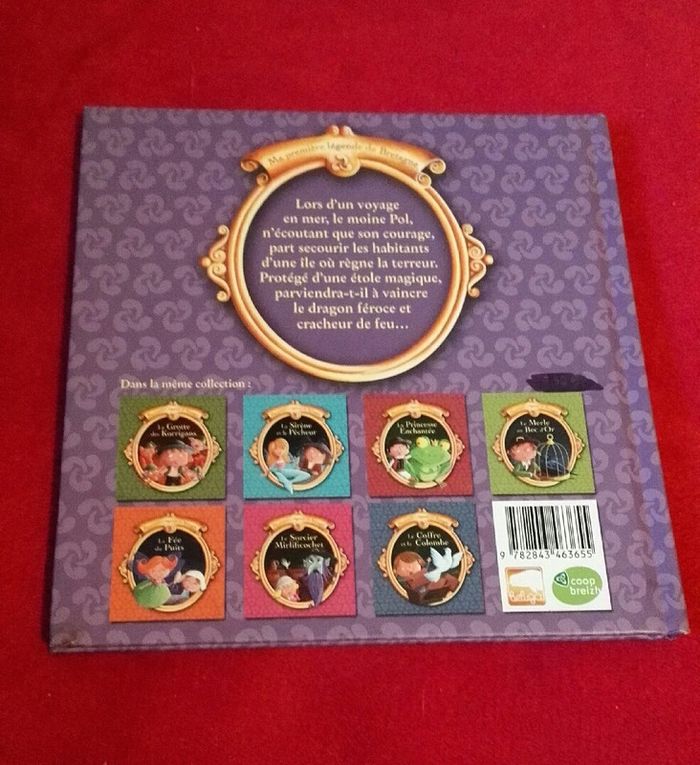 Ma première légende de Bretagne
Lors d'un voyage
en mer, le moine Pol,
n'écoutant que son courage,
part secourir les habitants
d'une île où règne la terreur.
Protégé d'une étole magique,
parviendra-t-il à vaincre
le dragon féroce et
cracheur de feu…
Dans la même collection :
La Grotte
des Korrigans
La Sirène
et le Pêcheur
La Princesse
Enchantée
Le Merle
au Bec d'Or
La Fée
du Puits
Le Sorcier
Mirlificochet
Le Coffre
et la Colombe
9 782843 463655
coop
breizh